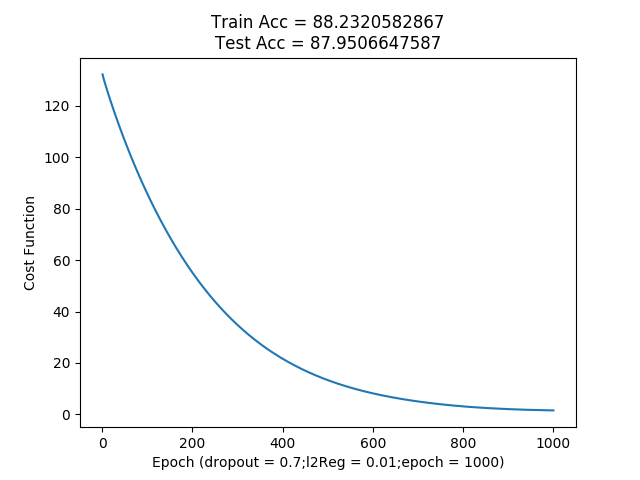 Train Acc = 88.2320582867
Test Acc = 87.9506647587
Cost Function
120
100
80
60
40
20
0
0 200 400 600 800 1000
Epoch (dropout = 0.7;l2Reg = 0.01;epoch = 1000)